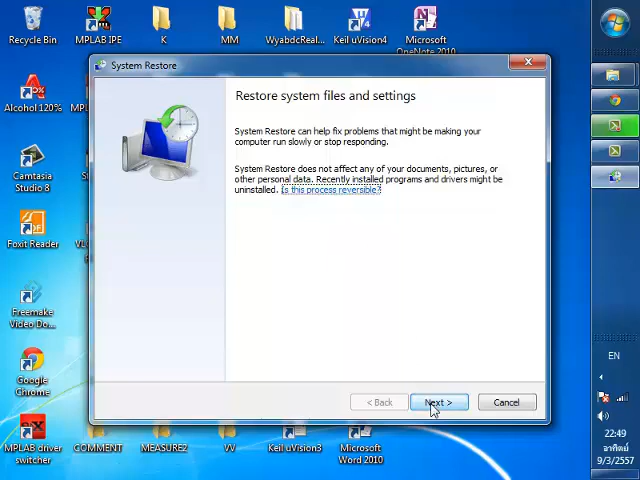 Recycle Bin
MPLAB IPE
K
MM
Wyabdc Real...
Keil uVision4
Microsoft
OneNote 2010
System Restore
Restore system files and settings
System Restore can help fix problems that might be making your
computer run slowly or stop responding.
System Restore does not affect any of your documents, pictures, or
other personal data. Recently installed programs and drivers might be
uninstalled. Is this process reversible?
< Back
Next >
Cancel
Alcohol 120%
Camtasia
Studio 8
Foxit Reader
Freemake
Video Do...
Google
Chrome
MPLAB driver
switcher
COMMENT
MEASURE2
VV
Keil uVision3
Microsoft
Word 2010
EN
22:49
อาทิตย์
9/3/2557